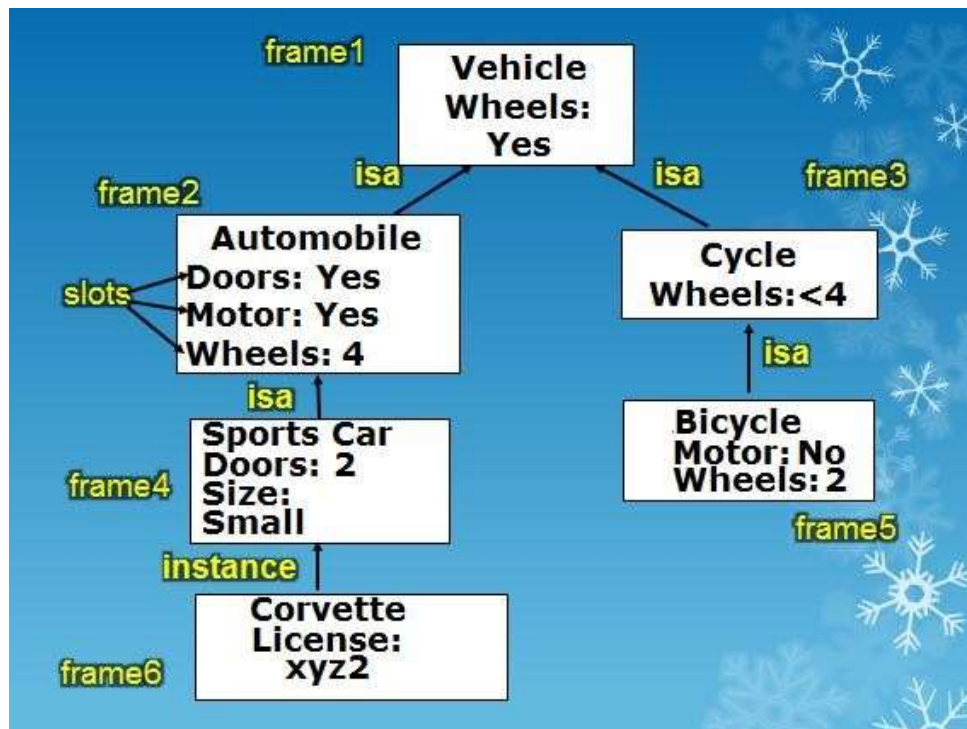 frame1
Vehicle
Wheels:
Yes
isa
isa
frame2
frame3
Automobile
Doors: Yes
Motor: Yes
Wheels: 4
slots
Cycle
Wheels:<4
isa
isa
Sports Car
Doors: 2
Size:
Small
frame4
Bicycle
Motor: No
Wheels: 2
frame5
instance
Corvette
License:
xyz2
frame6